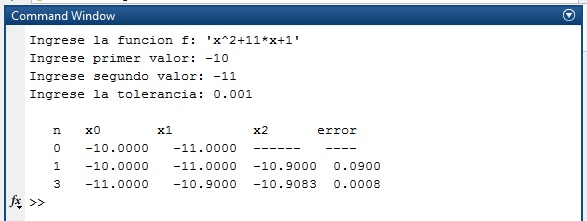 Command Window
Ingrese la funcion f: 'x^2+11*x+1'
Ingrese primer valor: -10
Ingrese segundo valor: -11
Ingrese la tolerancia: 0.001
n x0 x1 x2 error
0 -10.0000 -11.0000 ------ ----
1 -10.0000 -11.0000 -10.9000 0.0900
3 -11.0000 -10.9000 -10.9083 0.0008
fx >>